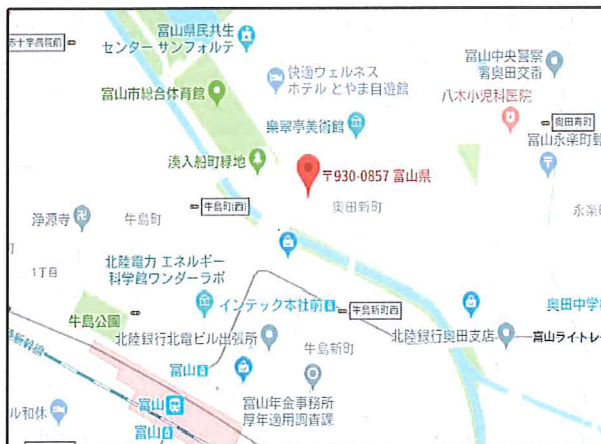 赤十字病院前
富山県民共生
センター サンフォルテ
快適ウェルネス
ホテル とやま自遊館
富山市総合体育館
富山中央警察
署奥田交番
八木小児科医院
奥田寿町
樂翠亭美術館
富山永楽町郵
湊入船町緑地
〒930-0857 富山県
奥田新町
永楽町
浄源寺
牛島町
牛島町(西)
1丁目
北陸電力 エネルギー
科学館ワンダーラボ
インテック本社前
牛島新町西
奥田中学
牛島公園
北陸銀行北電ビル出張所
牛島新町
北陸銀行奥田支店
富山ライトレー
新幹線
富山
富山
富山
富山年金事務所
厚年適用調査課
ル和休